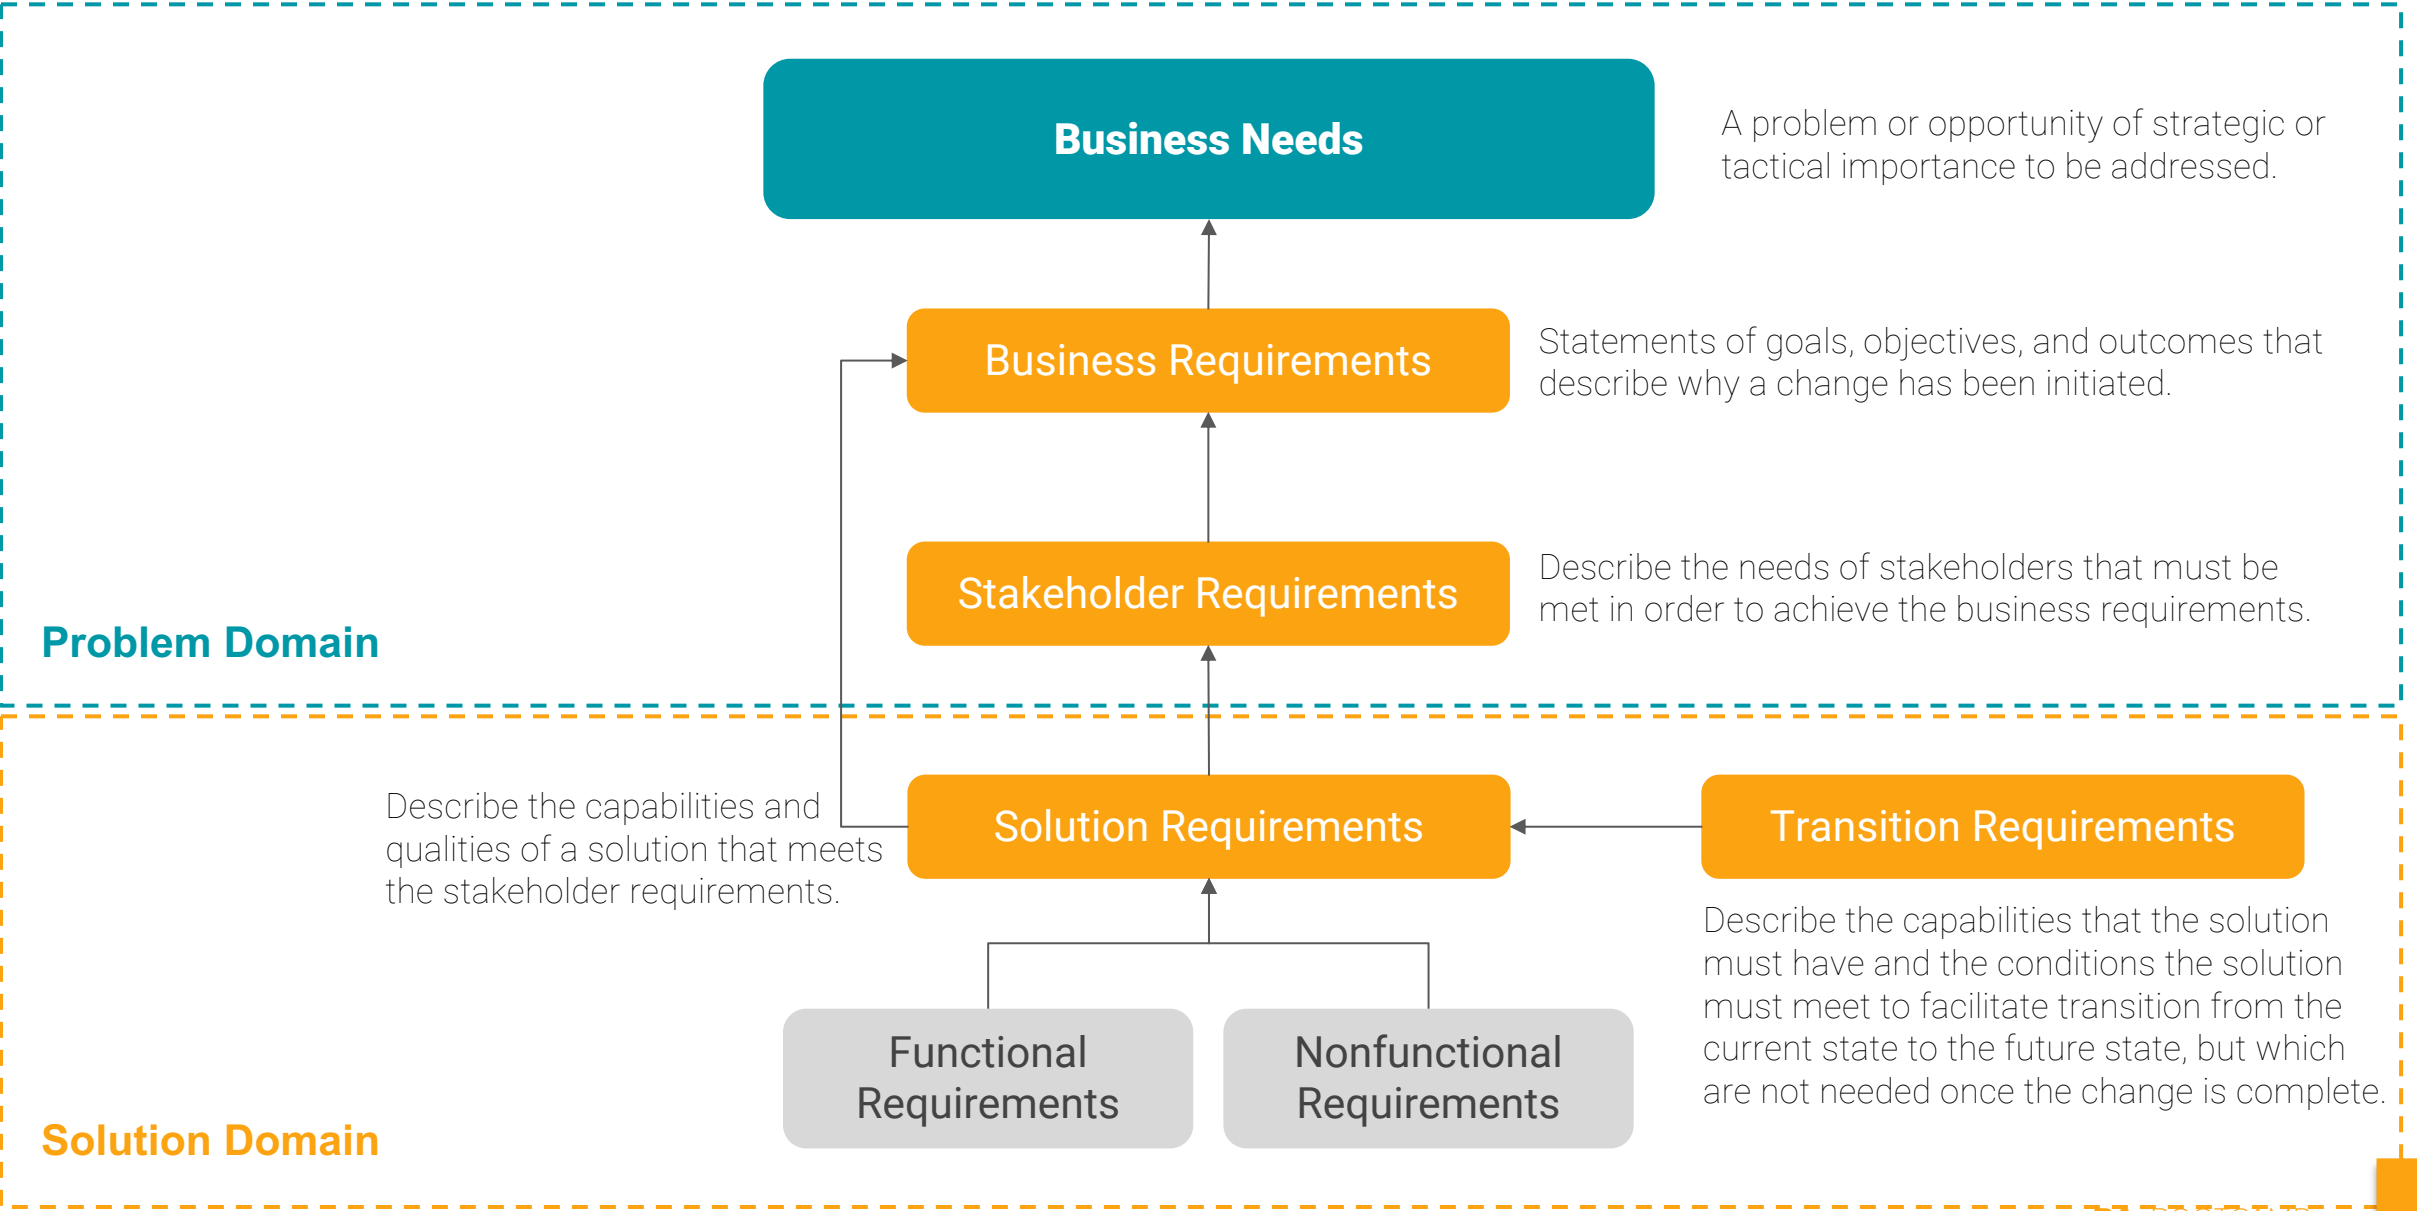 Business Needs
A problem or opportunity of strategic or
tactical importance to be addressed.
Business Requirements
Statements of goals, objectives, and outcomes that
describe why a change has been initiated.
Stakeholder Requirements
Describe the needs of stakeholders that must be
met in order to achieve the business requirements.
Problem Domain
Describe the capabilities and
qualities of a solution that meets
the stakeholder requirements.
Solution Requirements
Transition Requirements
Describe the capabilities that the solution
must have and the conditions the solution
must meet to facilitate transition from the
current state to the future state, but which
are not needed once the change is complete.
Functional
Requirements
Nonfunctional
Requirements
Solution Domain